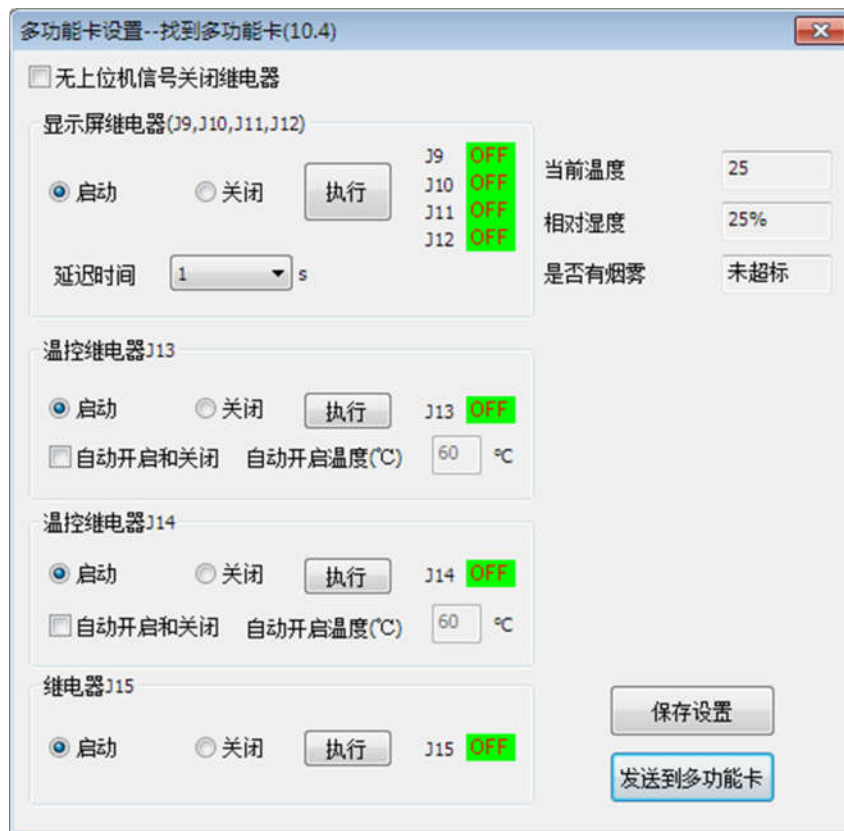 多功能卡设置--找到多功能卡(10.4)
无上位机信号关闭继电器
显示屏继电器(J9,J10,J11,J12)
启动 关闭 执行
J9 OFF
J10 OFF
J11 OFF
J12 OFF
延迟时间 1 s
当前温度 25
相对湿度 25%
是否有烟雾 未超标
温控继电器J13
启动 关闭 执行 J13 OFF
自动开启和关闭 自动开启温度(℃) 60 ℃
温控继电器J14
启动 关闭 执行 J14 OFF
自动开启和关闭 自动开启温度(℃) 60 ℃
继电器J15
启动 关闭 执行 J15 OFF
保存设置
发送到多功能卡